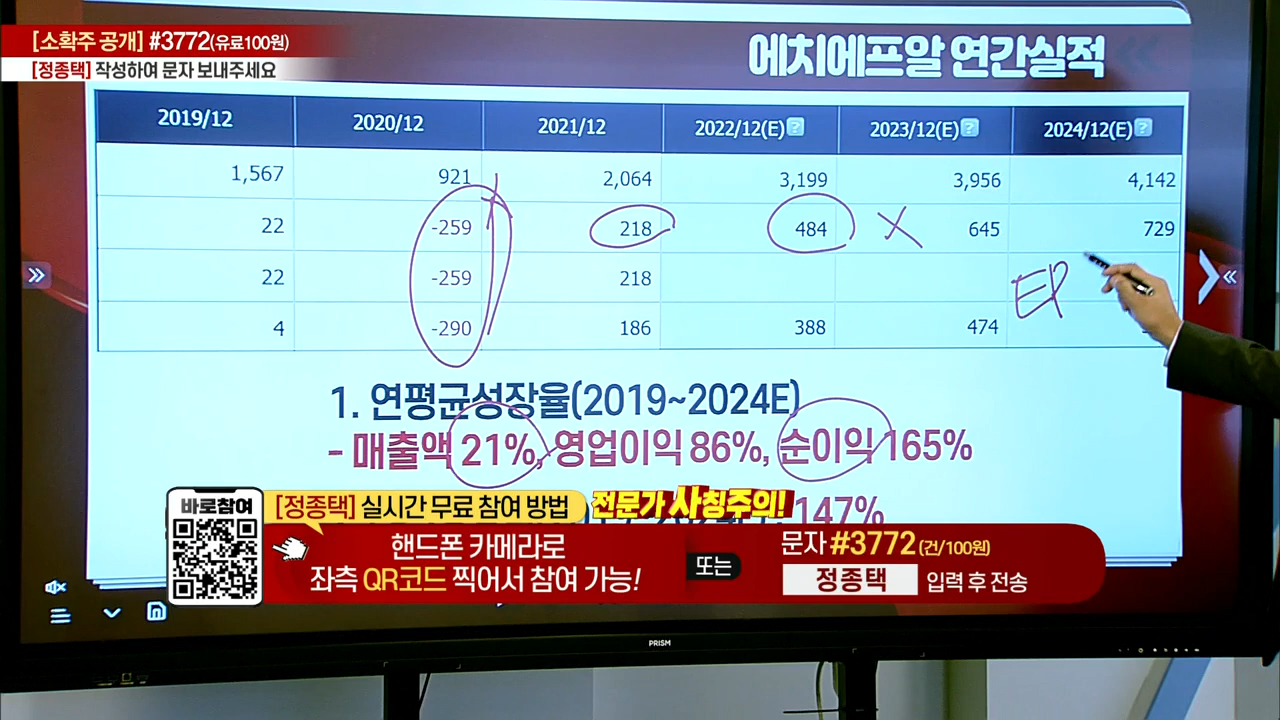 [소확주 공개] #3772(유료100원)
[정종택] 작성하여 문자 보내주세요
에치에프알 연간실적
2019/12 2020/12 2021/12 2022/12(E) 2023/12(E) 2024/12(E)
1,567 921 2,064 3,199 3,956 4,142
22 -259 218 484 645 729
22 -259 218
4 -290 186 388 474
EP
1. 연평균성장율(2019~2024E)
- 매출액 21%, 영업이익 86%, 순이익 165%
147%
바로참여
[정종택] 실시간 무료 참여 방법
전문가 사칭주의!
핸드폰 카메라로
좌측 QR코드 찍어서 참여 가능!
또는
문자 #3772 (건/100원)
정종택 입력 후 전송
PRISM